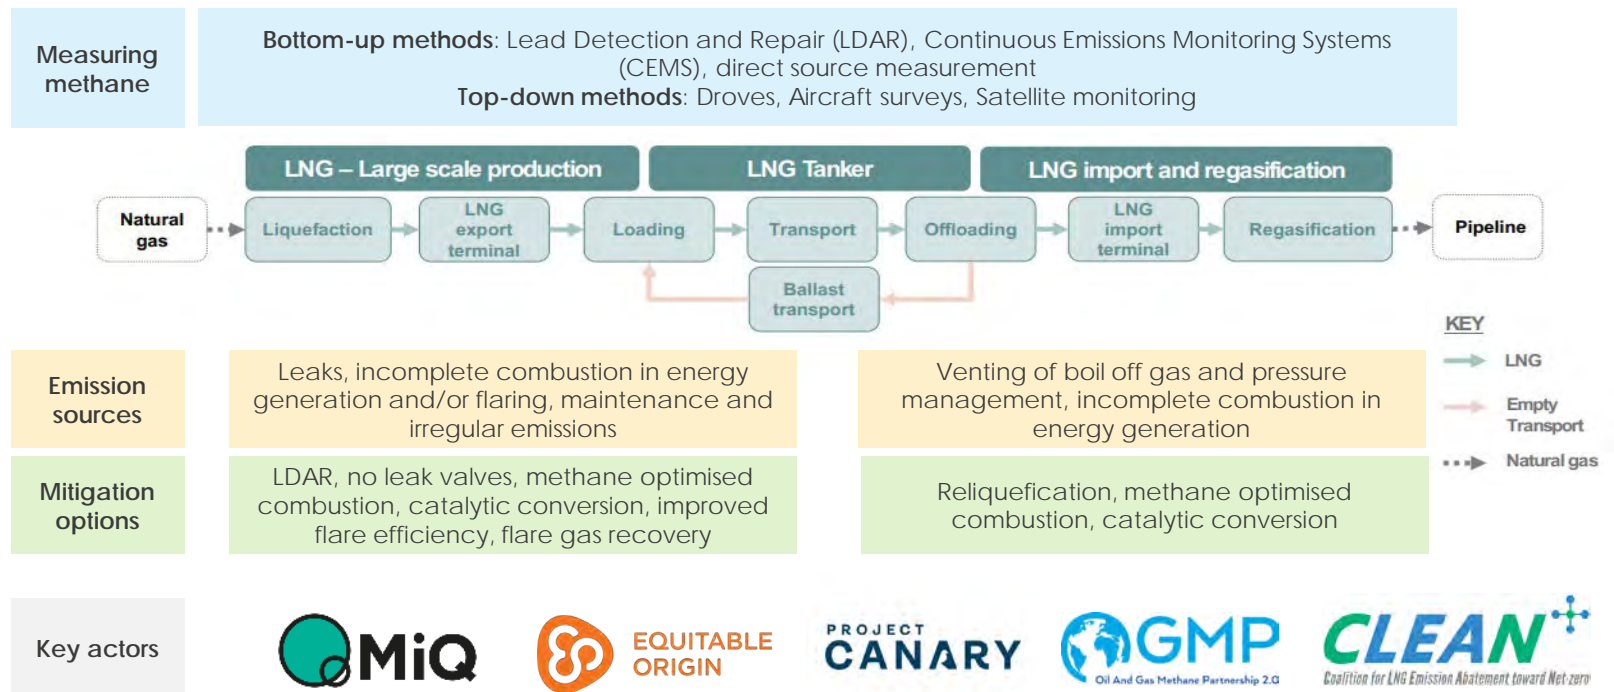 Measuring
methane
Bottom-up methods: Lead Detection and Repair (LDAR), Continuous Emissions Monitoring Systems
(CEMS), direct source measurement
Top-down methods: Droves, Aircraft surveys, Satellite monitoring
LNG – Large scale production
LNG Tanker
LNG import and regasification
Natural
gas
Liquefaction
LNG
export
terminal
Loading
Transport
Offloading
LNG
import
terminal
Regasification
Pipeline
Ballast
transport
KEY
LNG
Empty
Transport
Natural gas
Emission
sources
Leaks, incomplete combustion in energy
generation and/or flaring, maintenance and
irregular emissions
Venting of boil off gas and pressure
management, incomplete combustion in
energy generation
Mitigation
options
LDAR, no leak valves, methane optimised
combustion, catalytic conversion, improved
flare efficiency, flare gas recovery
Reliquefication, methane optimised
combustion, catalytic conversion
Key actors
MiQ
EQUITABLE
ORIGIN
PROJECT
CANARY
OGMP
Oil And Gas Methane Partnership 2.0
CLEAN
Coalition for LNG Emission Abatement toward Net-zero